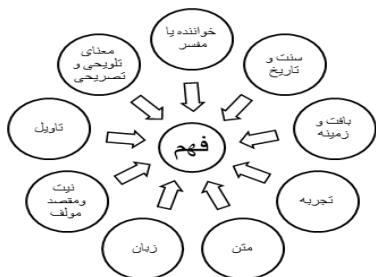 خواننده یا
مفسر
سنت و
تاریخ
بافت و
زمینه
تجربه
متن
زبان
نیت
ومقصد
مولف
تاویل
معنای
تلویحی و
تصریحی
فهم